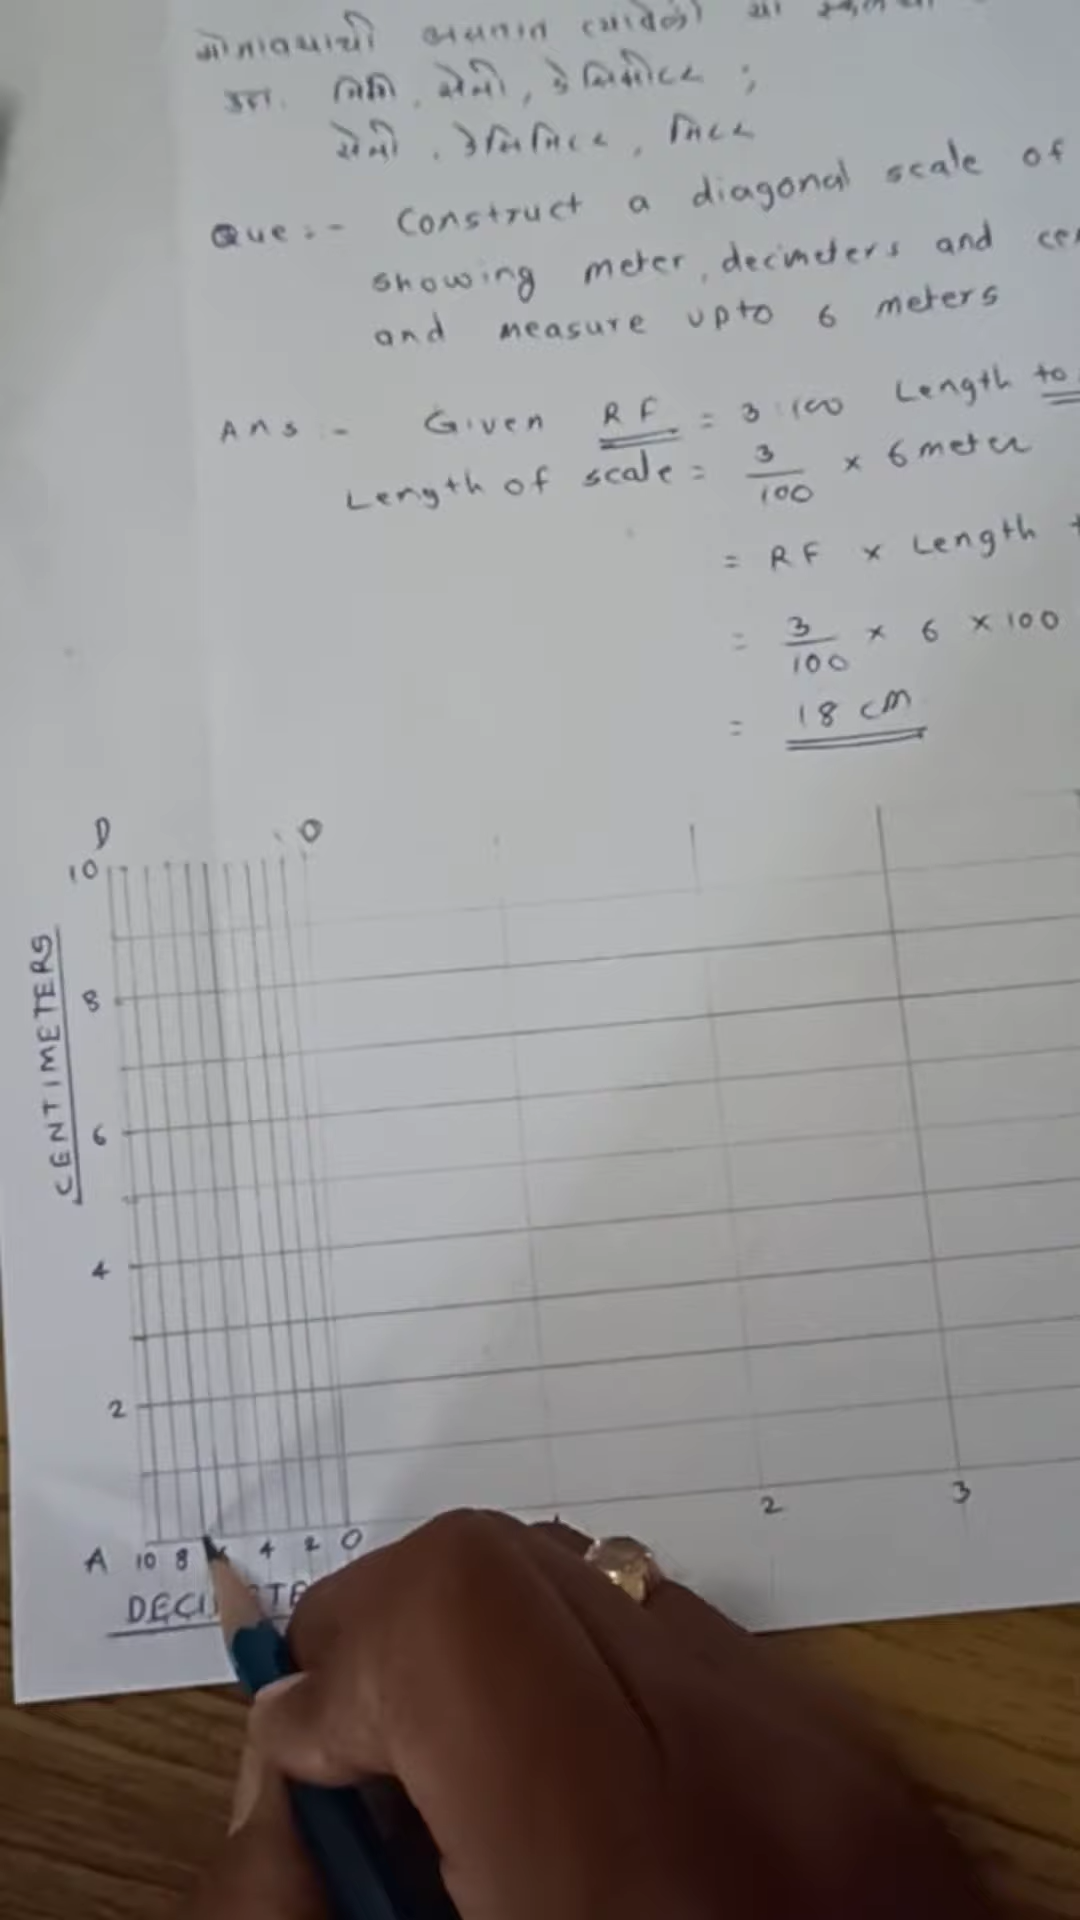 ઉદા. મિમિ, સેમી, ડેસિમીટર ;
સેમી, ડેસિમિટર, મિટર
Que :- Construct a diagonal scale of
showing meter, decimeters and
and measure upto 6 meters
Ans :- Given RF = 3:100 Length to
Length of scale = 3/100 × 6 meter
= RF × Length
= 3/100 × 6 × 100
= 18 cm
D O
10
8
6
4
2
CENTIMETERS
2 3
A 10 8 4 2 0